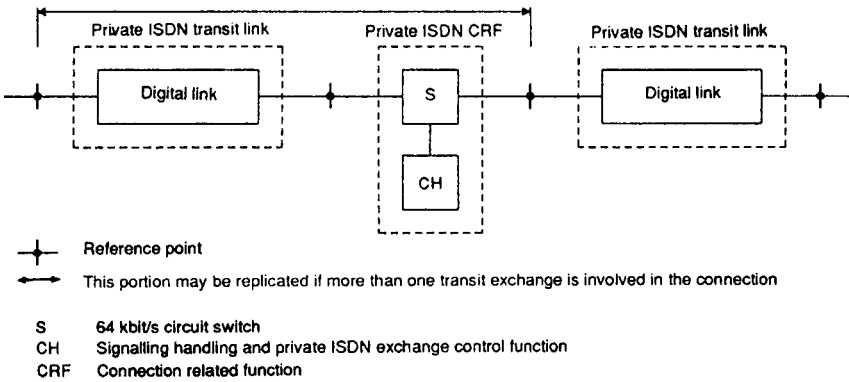 Private ISDN transit link
Private ISDN CRF
Private ISDN transit link
Digital link
S
Digital link
CH
Reference point
This portion may be replicated if more than one transit exchange is involved in the connection
S 64 kbit/s circuit switch
CH Signalling handling and private ISDN exchange control function
CRF Connection related function